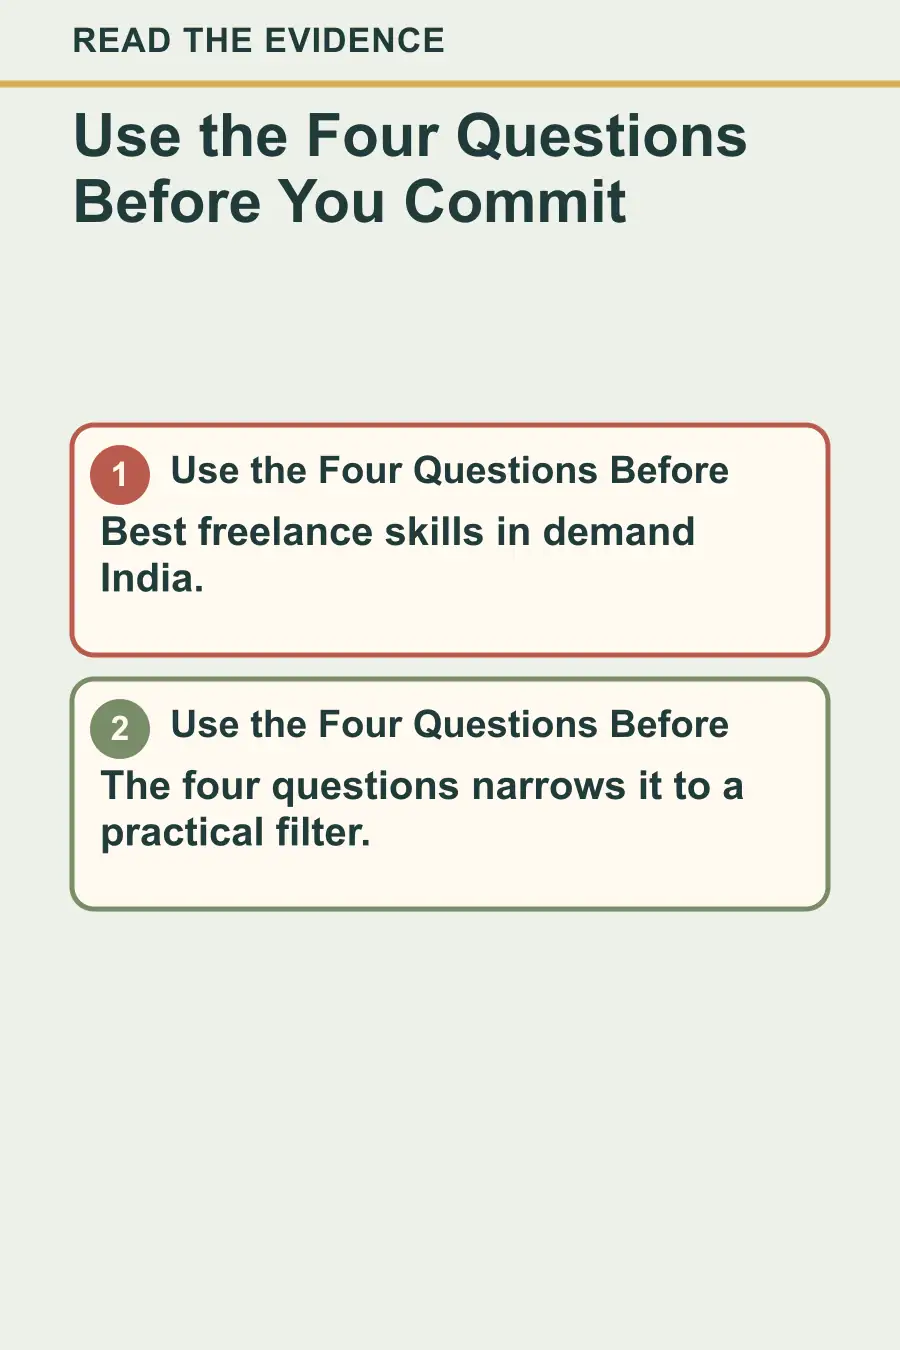 READ THE EVIDENCE
Use the Four Questions
Before You Commit
1 Use the Four Questions Before
Best freelance skills in demand
India.
2 Use the Four Questions Before
The four questions narrows it to a
practical filter.